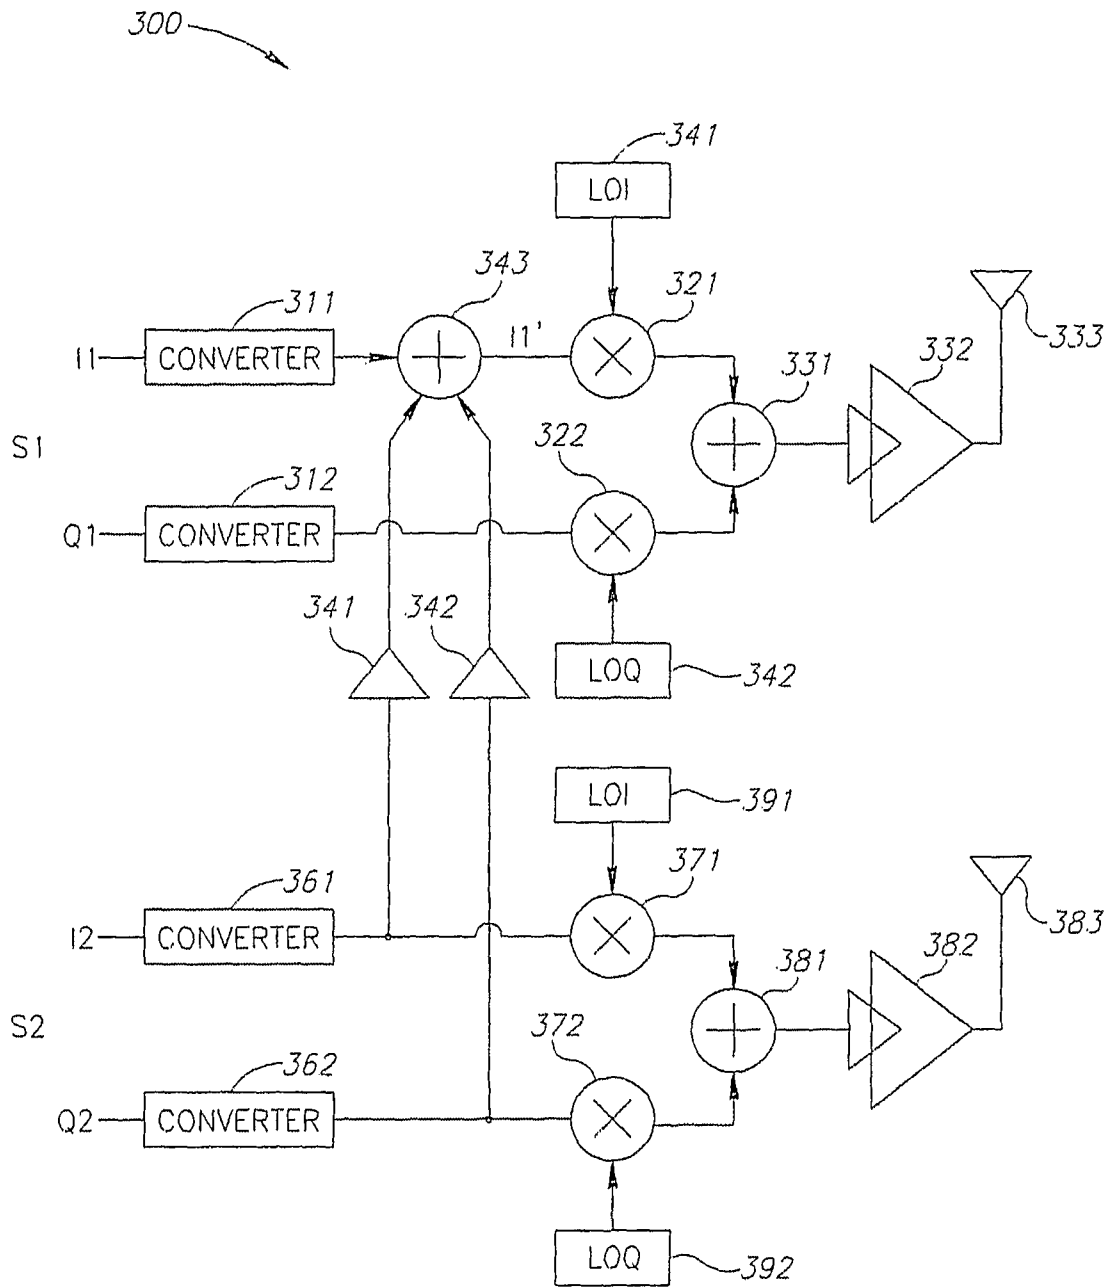 300
341
LOI
343
321
333
311
I1 CONVERTER I1'
332
331
322
S1
312
Q1 CONVERTER
341 342
LOQ 342
LOI 391
371
361
I2 CONVERTER
383
382
381
S2
372
362
Q2 CONVERTER
LOQ 392